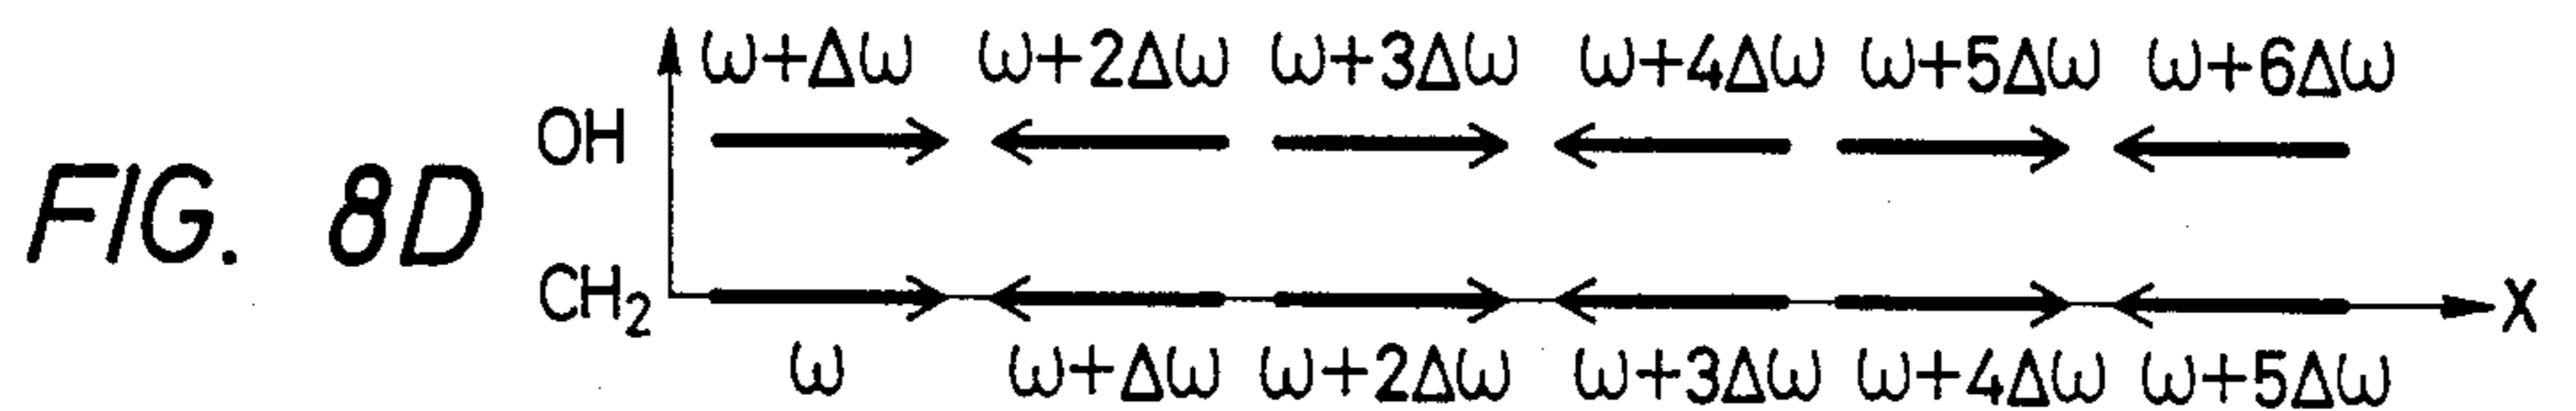 ω+Δω ω+2Δω ω+3Δω ω+4Δω ω+5Δω ω+6Δω
OH
FIG. 8D
CH₂ X
ω ω+Δω ω+2Δω ω+3Δω ω+4Δω ω+5Δω